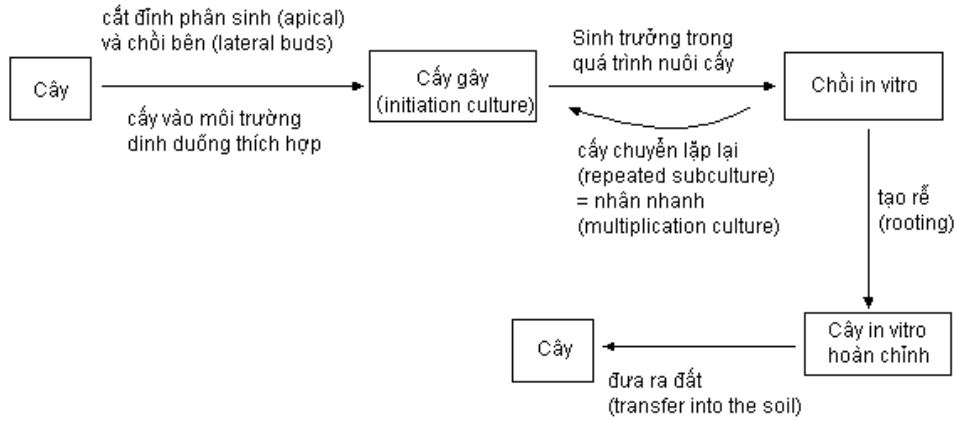 cắt đỉnh phân sinh (apical)
và chồi bên (lateral buds)
Cây
cấy vào môi trường
dinh duống thích hợp
Cấy gây
(initiation culture)
Sinh trưởng trong
quá trình nuôi cấy
Chồi in vitro
cấy chuyển lặp lại
(repeated subculture)
= nhân nhanh
(multiplication culture)
tạo rễ
(rooting)
Cây in vitro
hoàn chỉnh
Cây
đưa ra đất
(transfer into the soil)